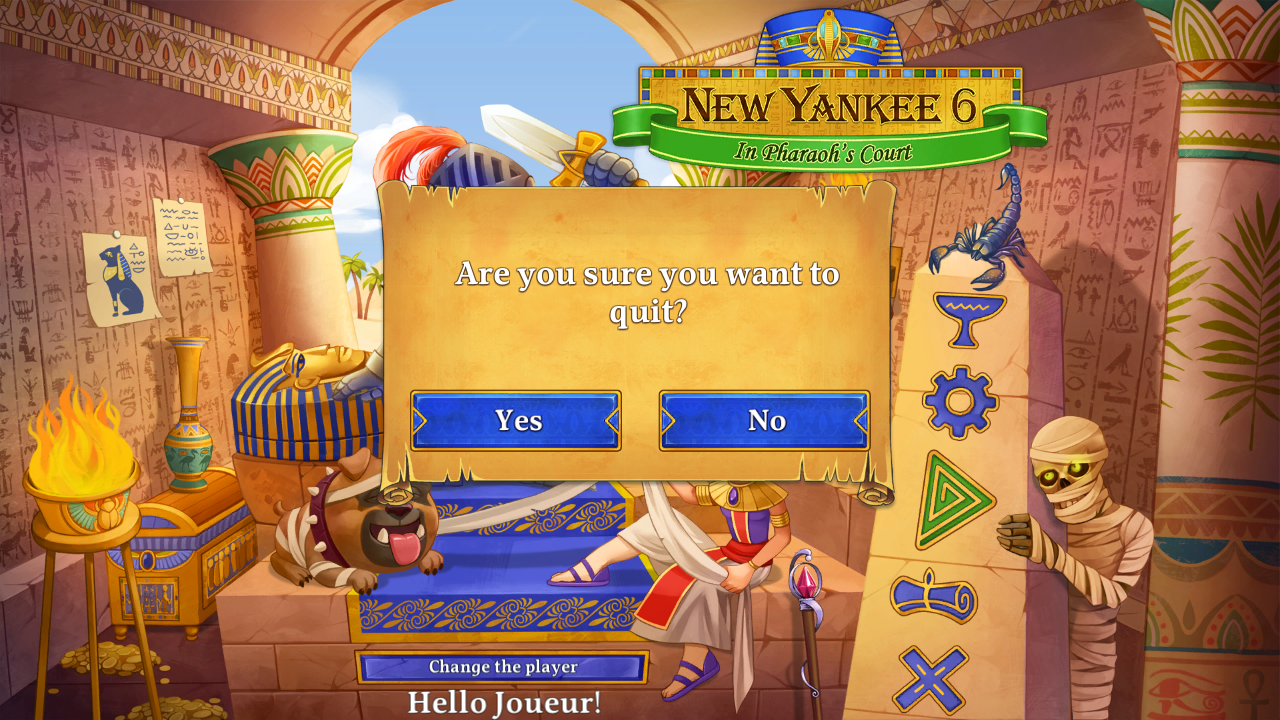 New Yankee 6
In Pharaoh's Court
Are you sure you want to
quit?
Yes
No
Change the player
Hello Joueur!